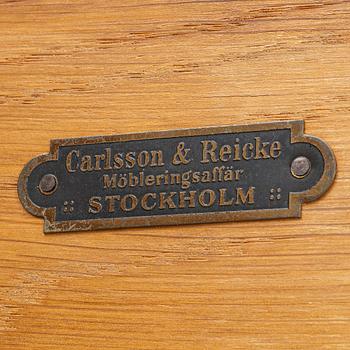 Carlsson & Reicke
Möbleringsaffär
:: STOCKHOLM ::